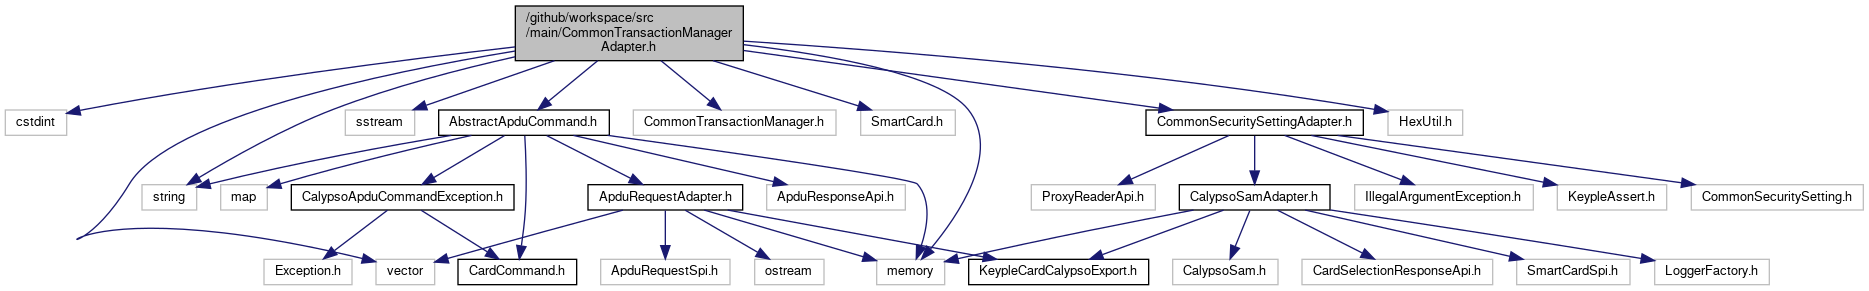 /github/workspace/src
/main/CommonTransactionManager
Adapter.h
cstdint
sstream
AbstractApduCommand.h
CommonTransactionManager.h
SmartCard.h
CommonSecuritySettingAdapter.h
HexUtil.h
string
map
CalypsoApduCommandException.h
ApduRequestAdapter.h
ApduResponseApi.h
ProxyReaderApi.h
CalypsoSamAdapter.h
IllegalArgumentException.h
KeypleAssert.h
CommonSecuritySetting.h
Exception.h
vector
CardCommand.h
ApduRequestSpi.h
ostream
memory
KeypleCardCalypsoExport.h
CalypsoSam.h
CardSelectionResponseApi.h
SmartCardSpi.h
LoggerFactory.h